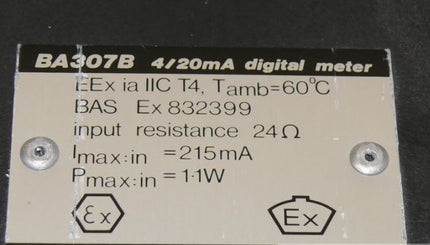 BA307B 4/20mA digital meter
EEx ia IIC T4, Tamb=60°C
BAS Ex 832399
input resistance 24Ω
Imax:in =215mA
Pmax:in =1·1W
εx Ex